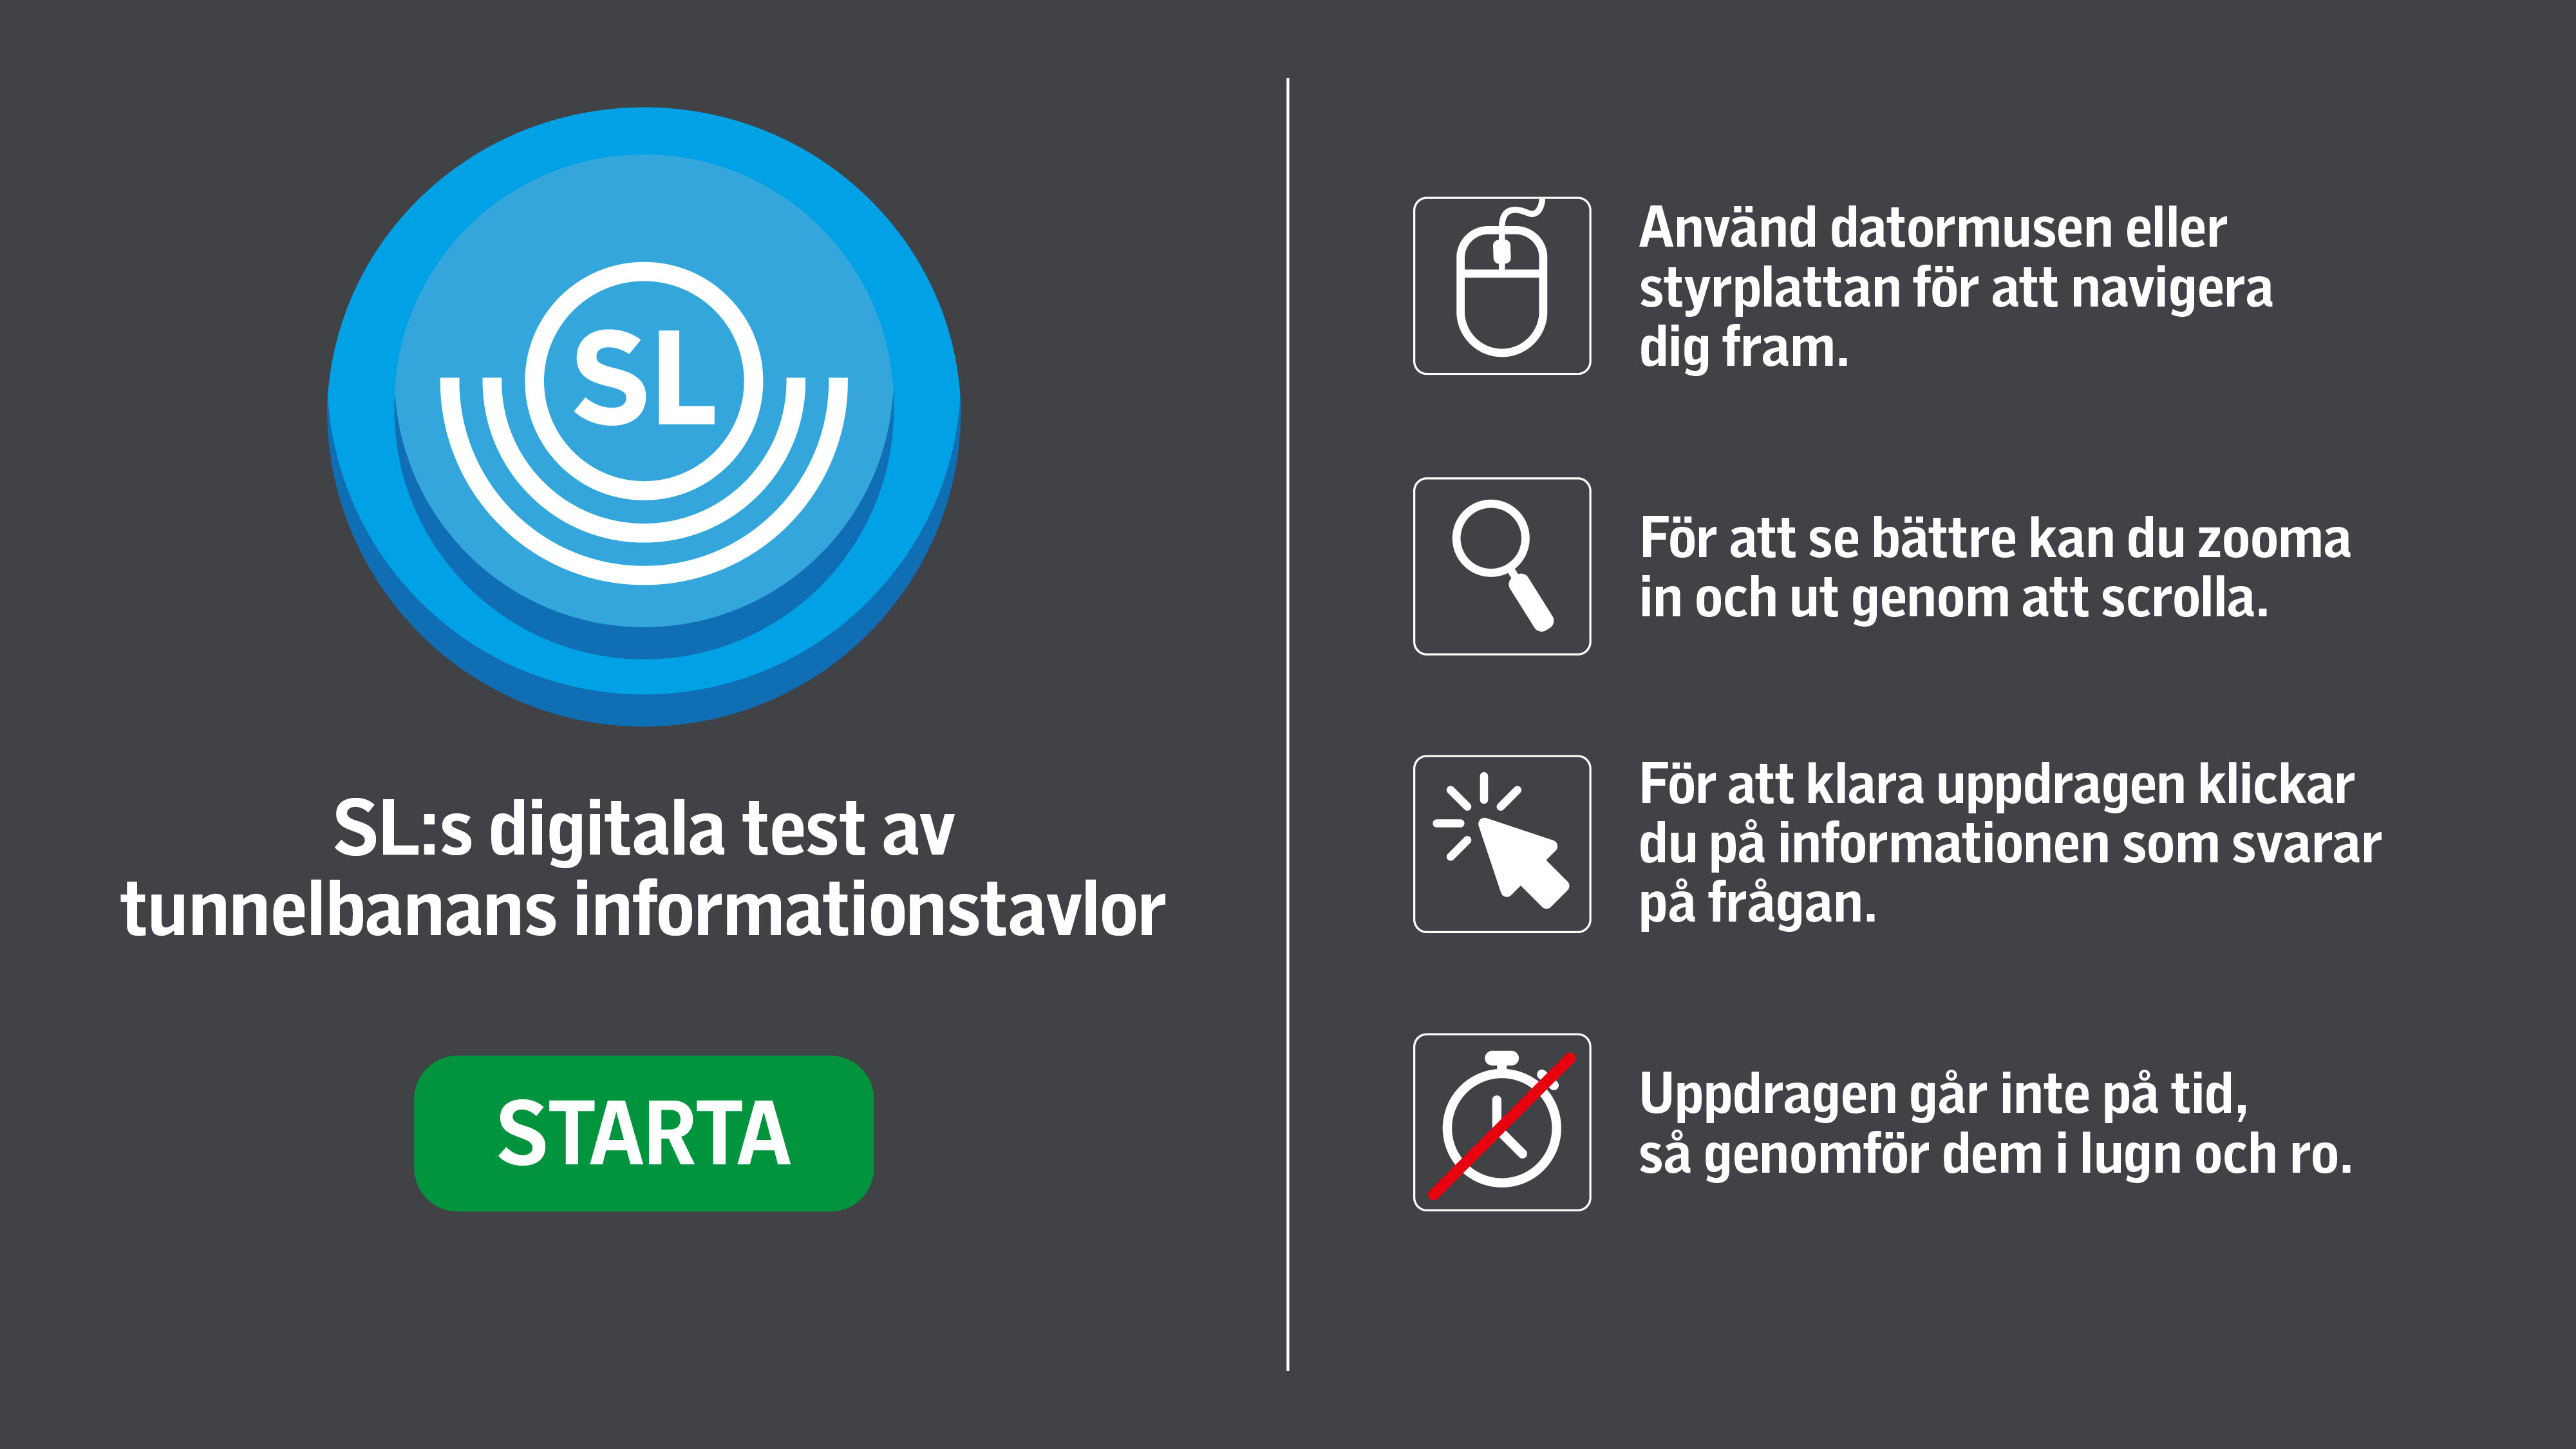 SL
SL:s digitala test av
tunnelbanans informationstavlor
STARTA
Använd datormusen eller
styrplattan för att navigera
dig fram.
För att se bättre kan du zooma
in och ut genom att scrolla.
För att klara uppdragen klickar
du på informationen som svarar
på frågan.
Uppdragen går inte på tid,
så genomför dem i lugn och ro.